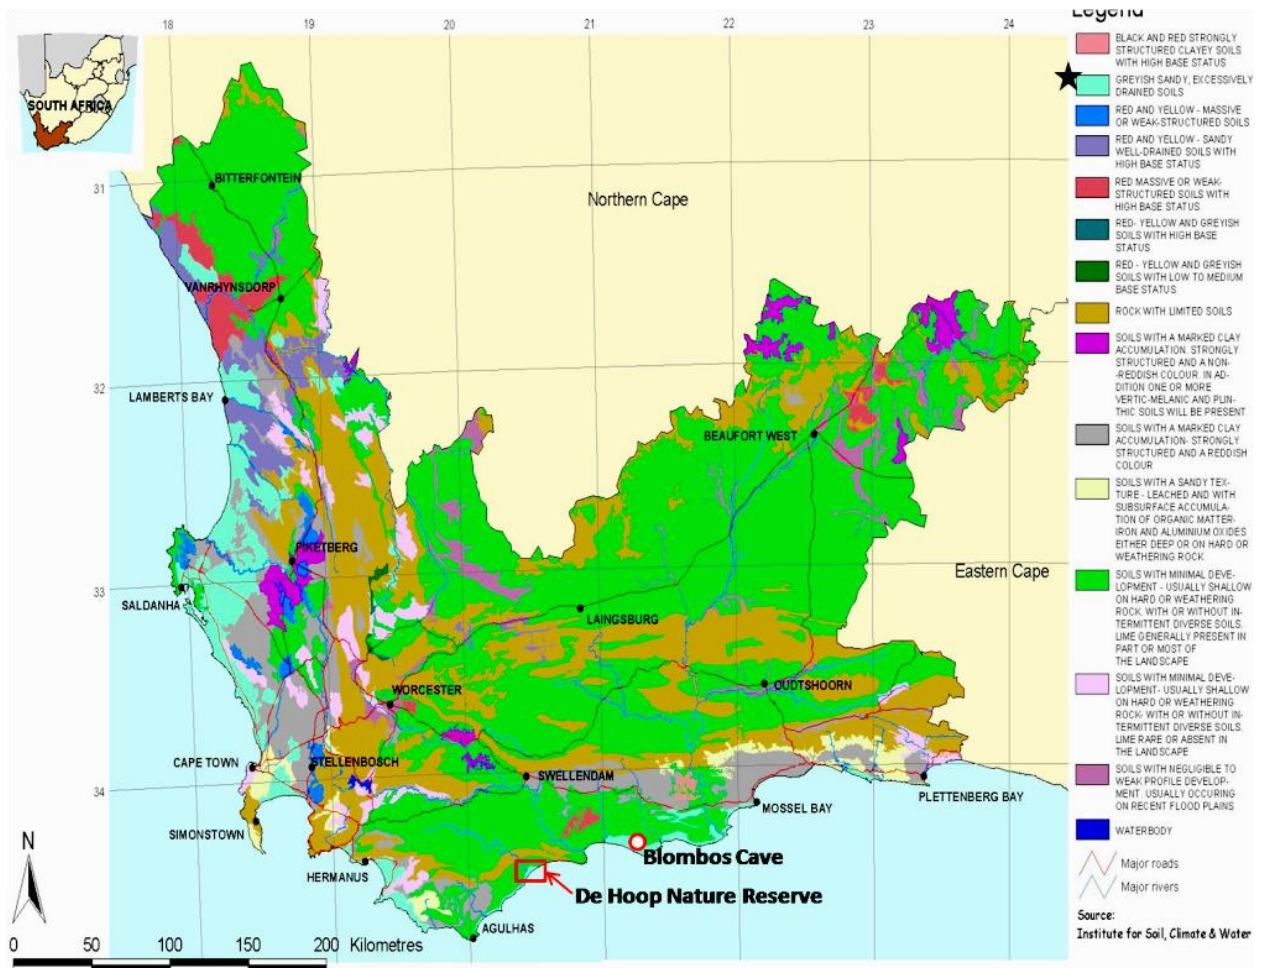 18
19
20
21
22
23
24
Legend
SOUTH AFRICA
31
32
33
34
BITTERFONTEIN
Northern Cape
VANRHYNSDORP
LAMBERTS BAY
BEAUFORT WEST
PIKETBERG
Eastern Cape
SALDANHA
LAINGSBURG
WORCESTER
OUDTSHOORN
CAPE TOWN
STELLENBOSCH
SWELLENDAM
MOSSEL BAY
PLETTENBERG BAY
SIMONSTOWN
HERMANUS
Blombos Cave
De Hoop Nature Reserve
AGULHAS
N
0 50 100 150 200 Kilometres
BLACK AND RED STRONGLY
STRUCTURED CLAYEY SOILS
WITH HIGH BASE STATUS
GREYISH SANDY, EXCESSIVELY
DRAINED SOILS
RED AND YELLOW - MASSIVE
OR WEAK-STRUCTURED SOILS
RED AND YELLOW - SANDY
WELL-DRAINED SOILS WITH
HIGH BASE STATUS
RED MASSIVE OR WEAK-
STRUCTURED SOILS WITH
HIGH BASE STATUS
RED- YELLOW AND GREYISH
SOILS WITH HIGH BASE
STATUS
RED - YELLOW AND GREYISH
SOILS WITH LOW TO MEDIUM
BASE STATUS
ROCK WITH LIMITED SOILS
SOILS WITH A MARKED CLAY
ACCUMULATION. STRONGLY
STRUCTURED AND A NON-
-REDDISH COLOUR. IN AD-
DITION ONE OR MORE
VERTIC-MELANIC AND PLIN-
THIC SOILS WILL BE PRESENT
SOILS WITH A MARKED CLAY
ACCUMULATION- STRONGLY
STRUCTURED AND A REDDISH
COLOUR
SOILS WITH A SANDY TEX-
TURE - LEACHED AND WITH
SUBSURFACE ACCUMULA-
TION OF ORGANIC MATTER-
IRON AND ALUMINIUM OXIDES
EITHER DEEP OR ON HARD OR
WEATHERING ROCK
SOILS WITH MINIMAL DEVE-
LOPMENT - USUALLY SHALLOW
ON HARD OR WEATHERING
ROCK. WITH OR WITHOUT IN-
TERMITTENT DIVERSE SOILS.
LIME GENERALLY PRESENT IN
PART OR MOST OF
THE LANDSCAPE
SOILS WITH MINIMAL DEVE-
LOPMENT- USUALLY SHALLOW
ON HARD OR WEATHERING
ROCK- WITH OR WITHOUT IN-
TERMITTENT DIVERSE SOILS.
LIME RARE OR ABSENT IN
THE LANDSCAPE
SOILS WITH NEGLIGIBLE TO
WEAK PROFILE DEVELOP-
MENT. USUALLY OCCURING
ON RECENT FLOOD PLAINS
WATERBODY
Major roads
Major rivers
Source:
Institute for Soil, Climate & Water